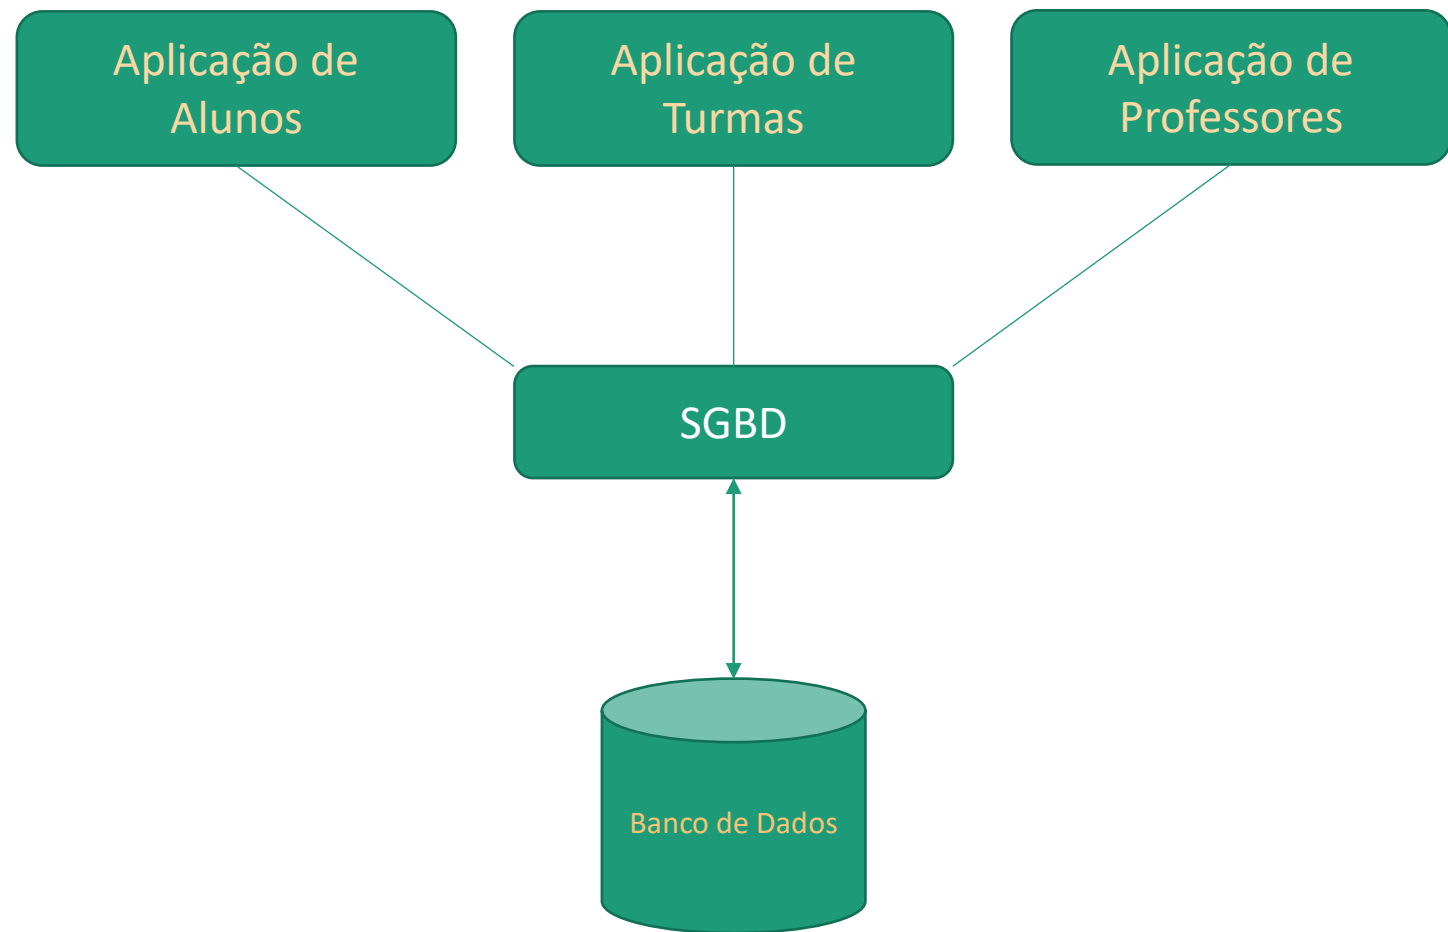 Aplicação de
Alunos
Aplicação de
Turmas
Aplicação de
Professores
SGBD
Banco de Dados